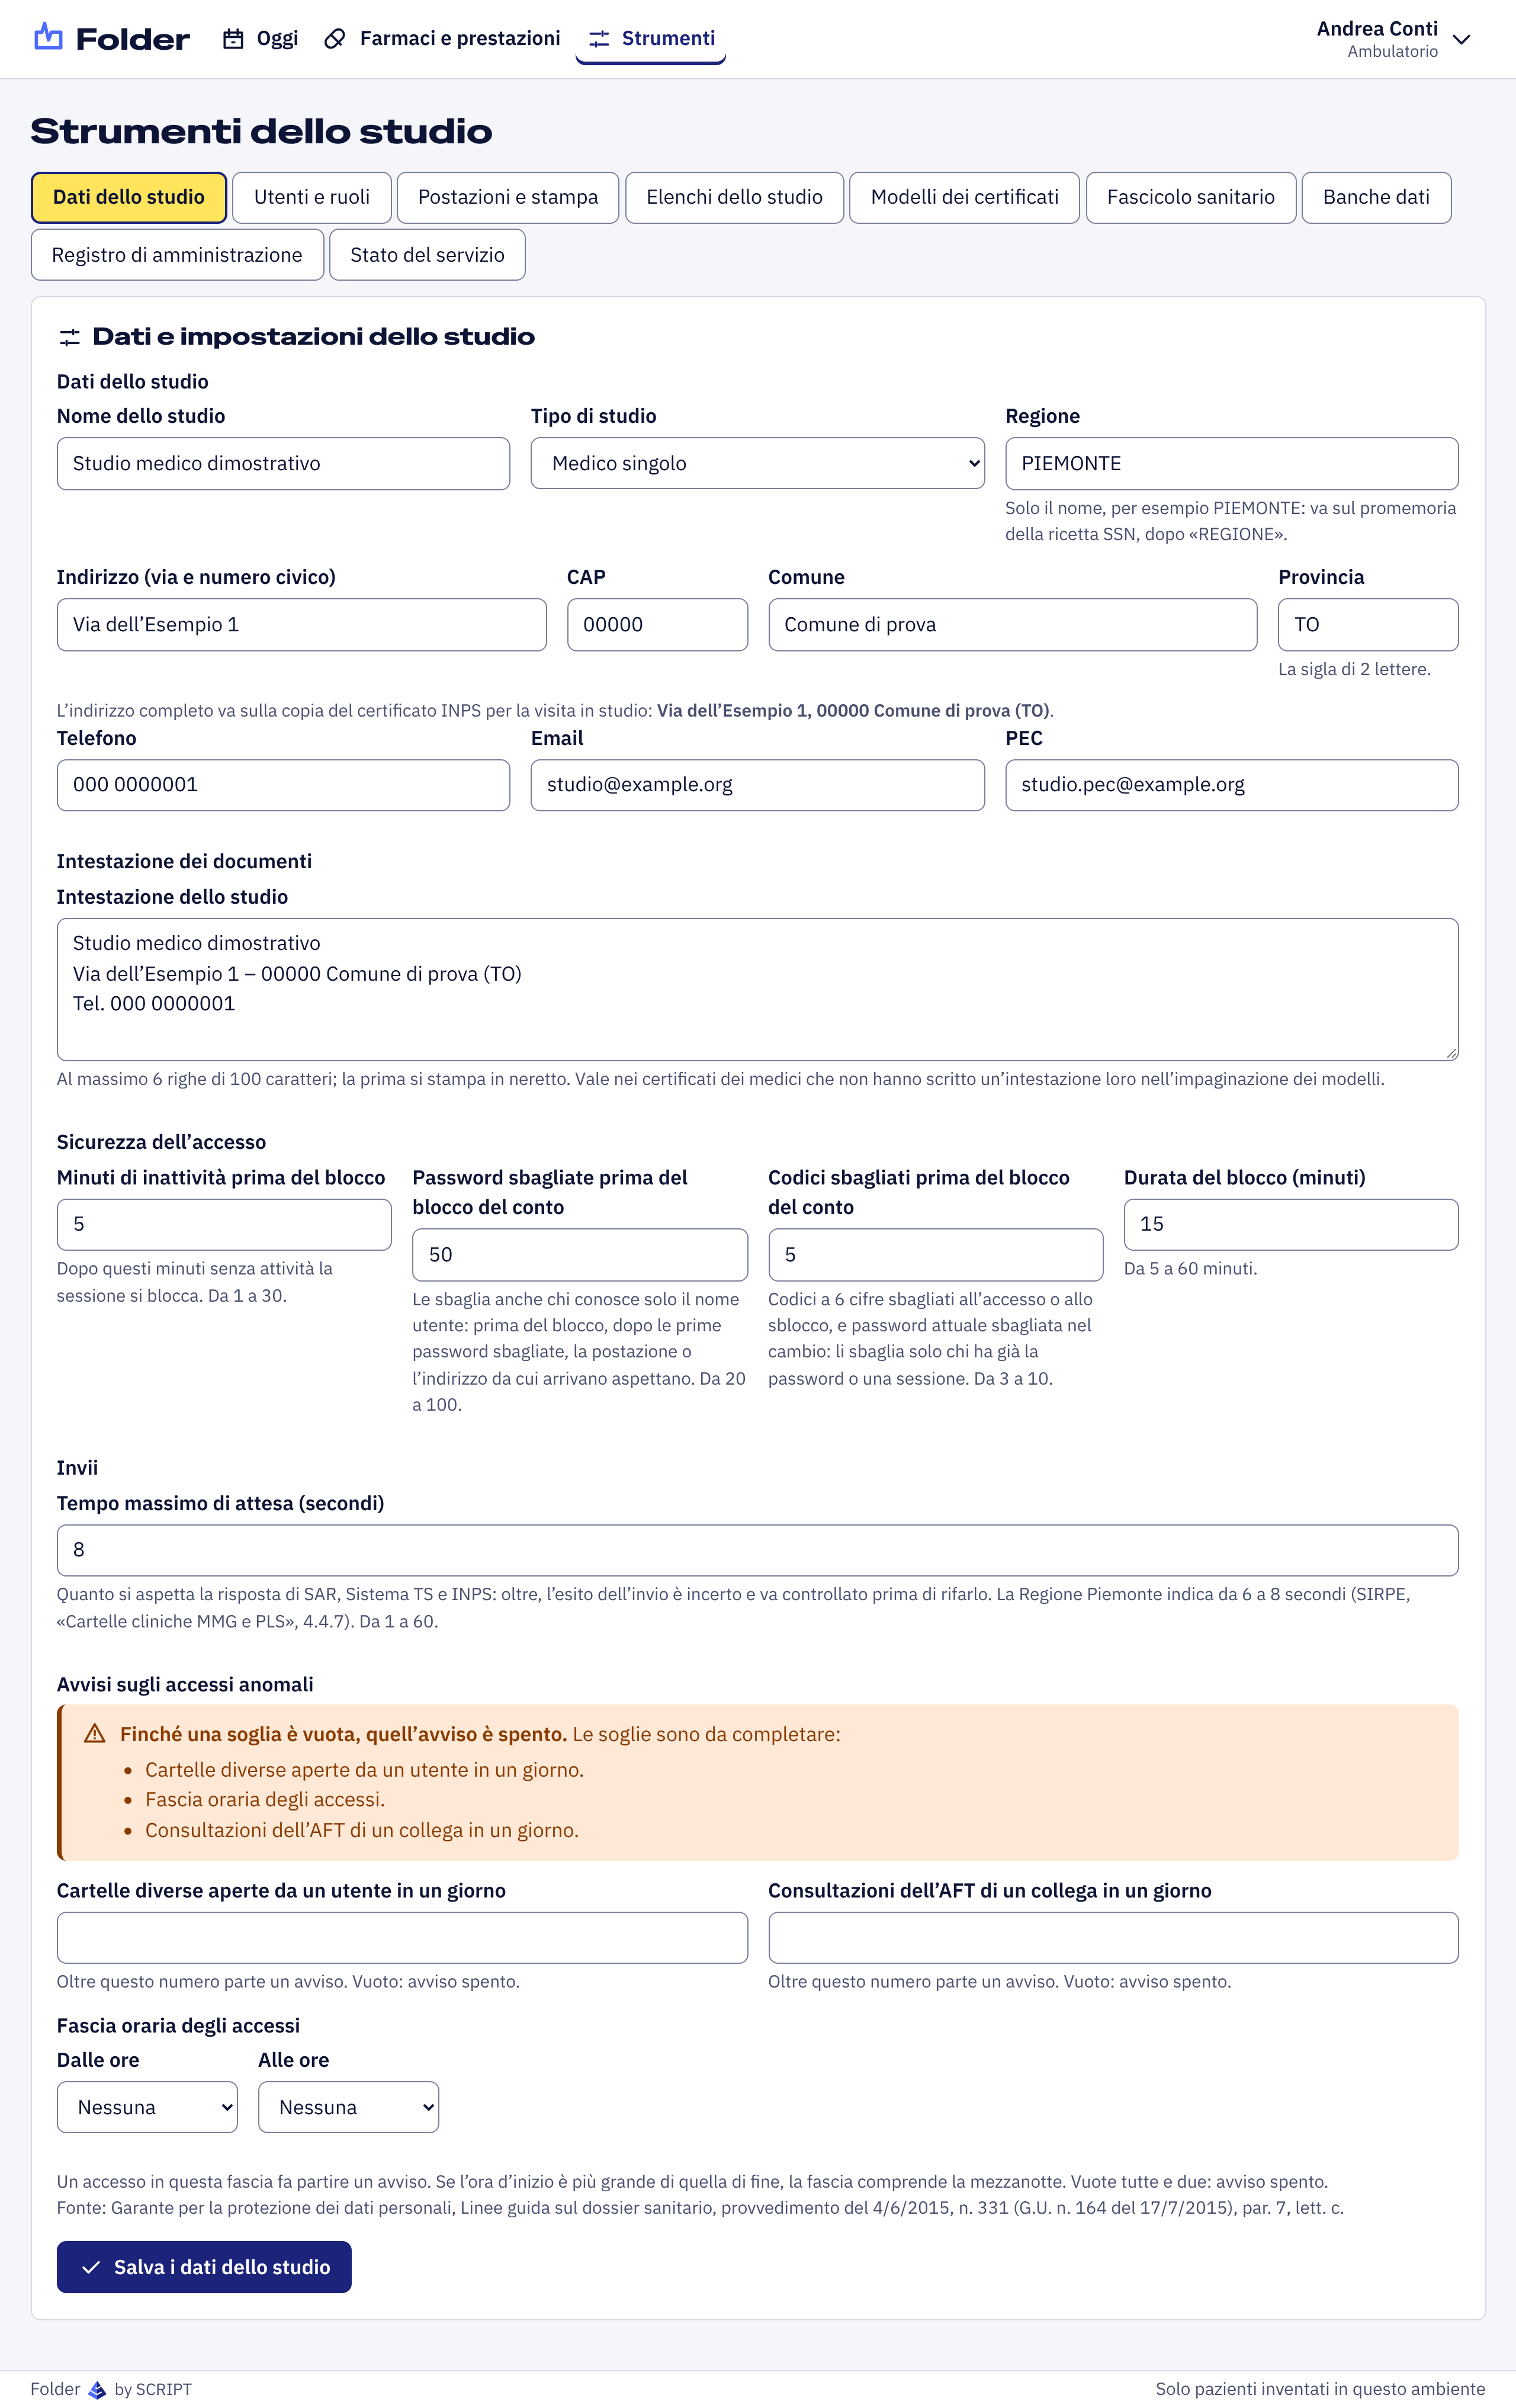 Folder
Oggi
Farmaci e prestazioni
Strumenti
Andrea Conti
Ambulatorio
Strumenti dello studio
Dati dello studio
Utenti e ruoli
Postazioni e stampa
Elenchi dello studio
Modelli dei certificati
Fascicolo sanitario
Banche dati
Registro di amministrazione
Stato del servizio
Dati e impostazioni dello studio
Dati dello studio
Nome dello studio
Studio medico dimostrativo
Tipo di studio
Medico singolo
Regione
PIEMONTE
Solo il nome, per esempio PIEMONTE: va sul promemoria
della ricetta SSN, dopo «REGIONE».
Indirizzo (via e numero civico)
Via dell’Esempio 1
CAP
00000
Comune
Comune di prova
Provincia
TO
La sigla di 2 lettere.
L’indirizzo completo va sulla copia del certificato INPS per la visita in studio: Via dell’Esempio 1, 00000 Comune di prova (TO).
Telefono
000 0000001
Email
studio@example.org
PEC
studio.pec@example.org
Intestazione dei documenti
Intestazione dello studio
Studio medico dimostrativo
Via dell’Esempio 1 – 00000 Comune di prova (TO)
Tel. 000 0000001
Al massimo 6 righe di 100 caratteri; la prima si stampa in neretto. Vale nei certificati dei medici che non hanno scritto un’intestazione loro nell’impaginazione dei modelli.
Sicurezza dell’accesso
Minuti di inattività prima del blocco
5
Dopo questi minuti senza attività la
sessione si blocca. Da 1 a 30.
Password sbagliate prima del
blocco del conto
50
Le sbaglia anche chi conosce solo il nome
utente: prima del blocco, dopo le prime
password sbagliate, la postazione o
l’indirizzo da cui arrivano aspettano. Da 20
a 100.
Codici sbagliati prima del blocco
del conto
5
Codici a 6 cifre sbagliati all’accesso o allo
sblocco, e password attuale sbagliata nel
cambio: li sbaglia solo chi ha già la
password o una sessione. Da 3 a 10.
Durata del blocco (minuti)
15
Da 5 a 60 minuti.
Invii
Tempo massimo di attesa (secondi)
8
Quanto si aspetta la risposta di SAR, Sistema TS e INPS: oltre, l’esito dell’invio è incerto e va controllato prima di rifarlo. La Regione Piemonte indica da 6 a 8 secondi (SIRPE,
«Cartelle cliniche MMG e PLS», 4.4.7). Da 1 a 60.
Avvisi sugli accessi anomali
Finché una soglia è vuota, quell’avviso è spento. Le soglie sono da completare:
• Cartelle diverse aperte da un utente in un giorno.
• Fascia oraria degli accessi.
• Consultazioni dell’AFT di un collega in un giorno.
Cartelle diverse aperte da un utente in un giorno
Oltre questo numero parte un avviso. Vuoto: avviso spento.
Consultazioni dell’AFT di un collega in un giorno
Oltre questo numero parte un avviso. Vuoto: avviso spento.
Fascia oraria degli accessi
Dalle ore
Nessuna
Alle ore
Nessuna
Un accesso in questa fascia fa partire un avviso. Se l’ora d’inizio è più grande di quella di fine, la fascia comprende la mezzanotte. Vuote tutte e due: avviso spento.
Fonte: Garante per la protezione dei dati personali, Linee guida sul dossier sanitario, provvedimento del 4/6/2015, n. 331 (G.U. n. 164 del 17/7/2015), par. 7, lett. c.
Salva i dati dello studio
Folder by SCRIPT
Solo pazienti inventati in questo ambiente